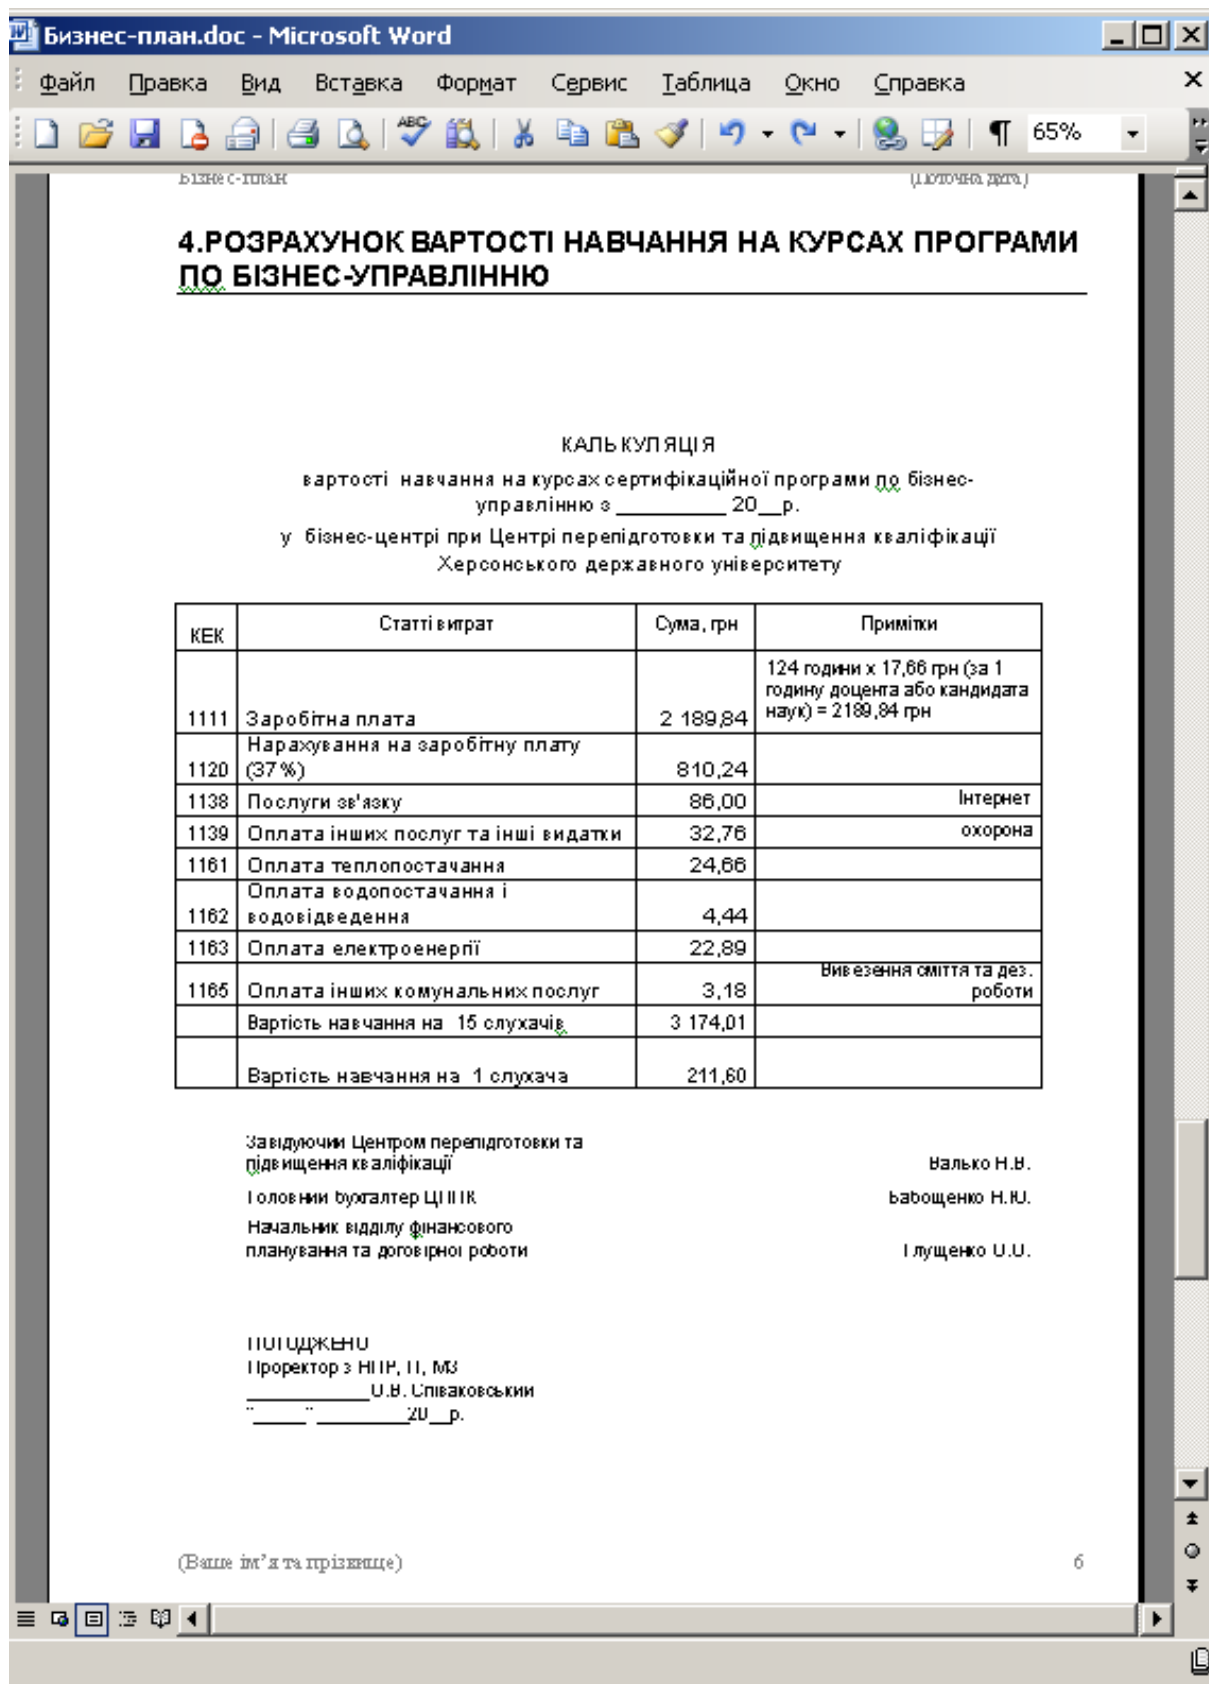 Бизнес-план.doc - Microsoft Word
Файл Правка Вид Вставка Формат Сервис Таблица Окно Справка
65%
Бізнес-план (Поточна дата)
4.РОЗРАХУНОК ВАРТОСТІ НАВЧАННЯ НА КУРСАХ ПРОГРАМИ
ПО БІЗНЕС-УПРАВЛІННЮ
КАЛЬКУЛЯЦІЯ
вартості навчання на курсах сертифікаційної програми по бізнес-
управлінню з __________ 20__р.
у бізнес-центрі при Центрі перепідготовки та підвищення кваліфікації
Херсонського державного університету
КЕК Статті витрат Сума, грн Примітки
124 години х 17,66 грн (за 1
годину доцента або кандидата
наук) = 2189,84 грн
1111 Заробітна плата 2 189,84
Нарахування на заробітну плату
1120 (37%) 810,24
1138 Послуги зв'язку 86,00 Інтернет
1139 Оплата інших послуг та інші видатки 32,76 охорона
1161 Оплата теплопостачання 24,66
Оплата водопостачання і
1162 водовідведення 4,44
1163 Оплата електроенергії 22,89
Вивезення сміття та дез.
1165 Оплата інших комунальних послуг 3,18 роботи
Вартість навчання на 15 слухачів 3 174,01
Вартість навчання на 1 слухача 211,60
Завідуючий Центром перепідготовки та
підвищення кваліфікації Валько Н.В.
Головний бухгалтер ЦППК Бабощенко Н.Ю.
Начальник відділу фінансового
планування та договірної роботи Глущенко О.О.
ПОГОДЖЕНО
Проректор з НПР, ІТ, МЗ
____________О.В. Співаковський
"_____" _________20__р.
(Ваше ім’я та прізвище) 6